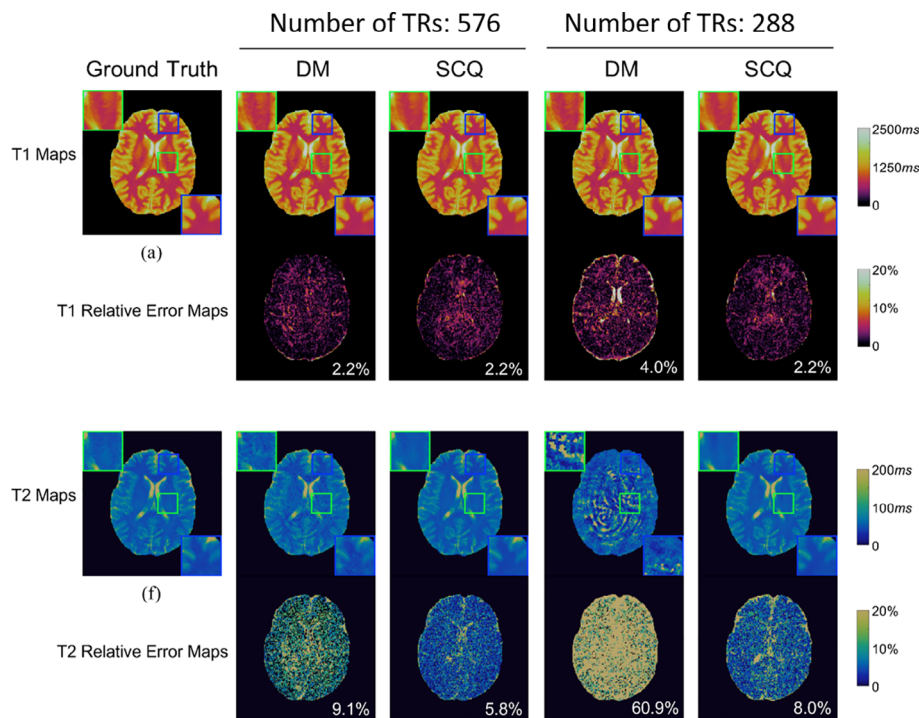 Number of TRs: 576 Number of TRs: 288
Ground Truth DM SCQ DM SCQ
T1 Maps
2500ms
1250ms
0
(a)
T1 Relative Error Maps
20%
10%
0
2.2% 2.2% 4.0% 2.2%
T2 Maps
200ms
100ms
0
(f)
T2 Relative Error Maps
20%
10%
0
9.1% 5.8% 60.9% 8.0%